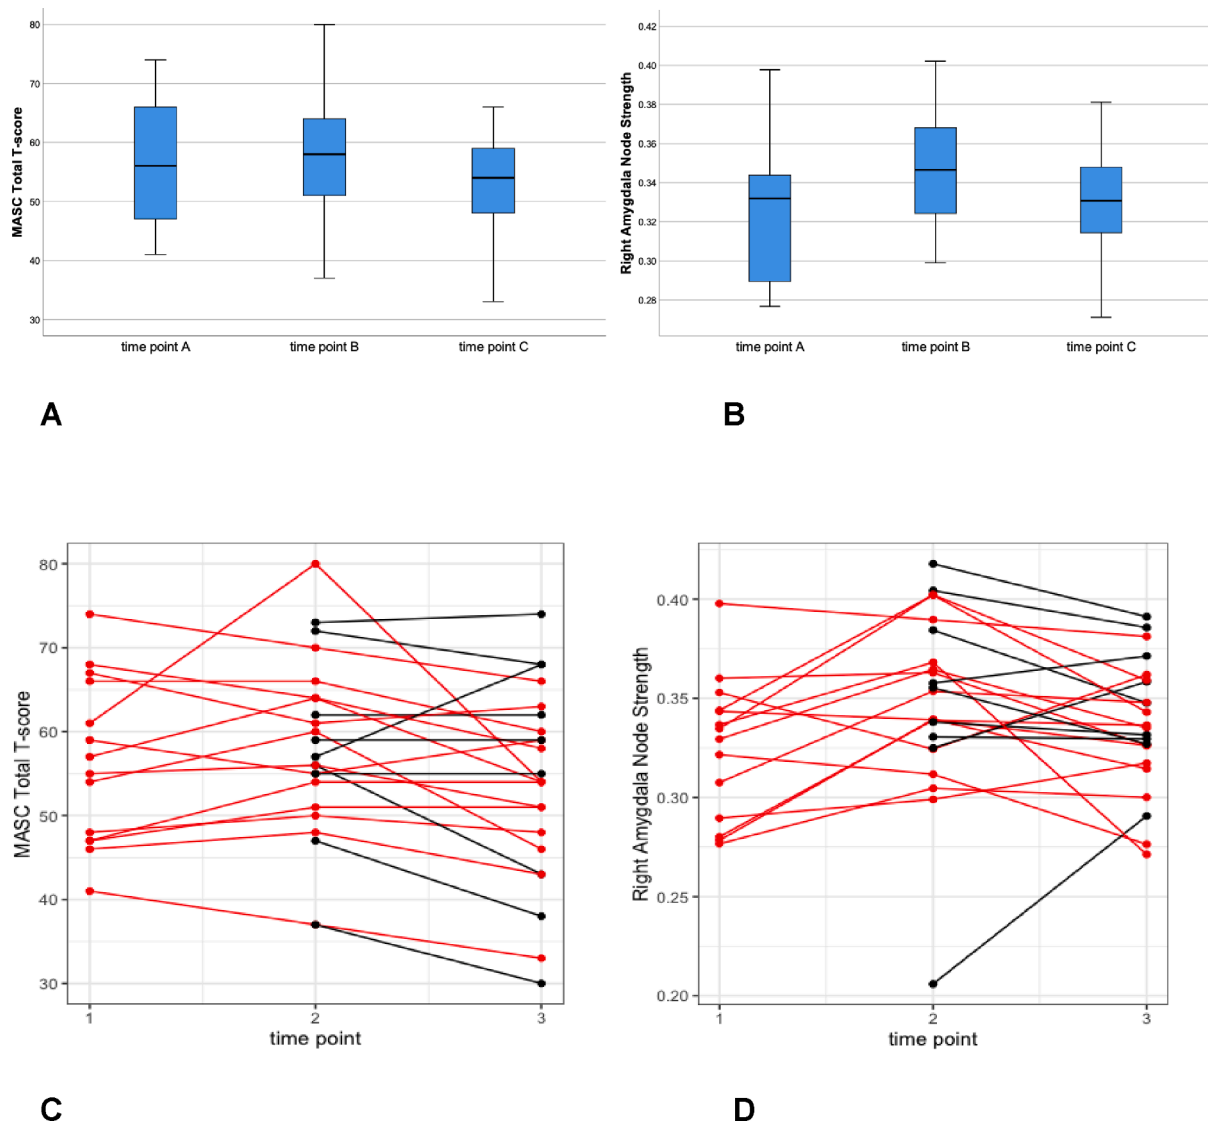 MASC Total T-score
80
70
60
50
40
30
time point A
time point B
time point C
A
Right Amygdala Node Strength
0.42
0.40
0.38
0.36
0.34
0.32
0.30
0.28
time point A
time point B
time point C
B
MASC Total T-score
80
70
60
50
40
30
1
2
3
time point
C
Right Amygdala Node Strength
0.40
0.35
0.30
0.25
0.20
1
2
3
time point
D